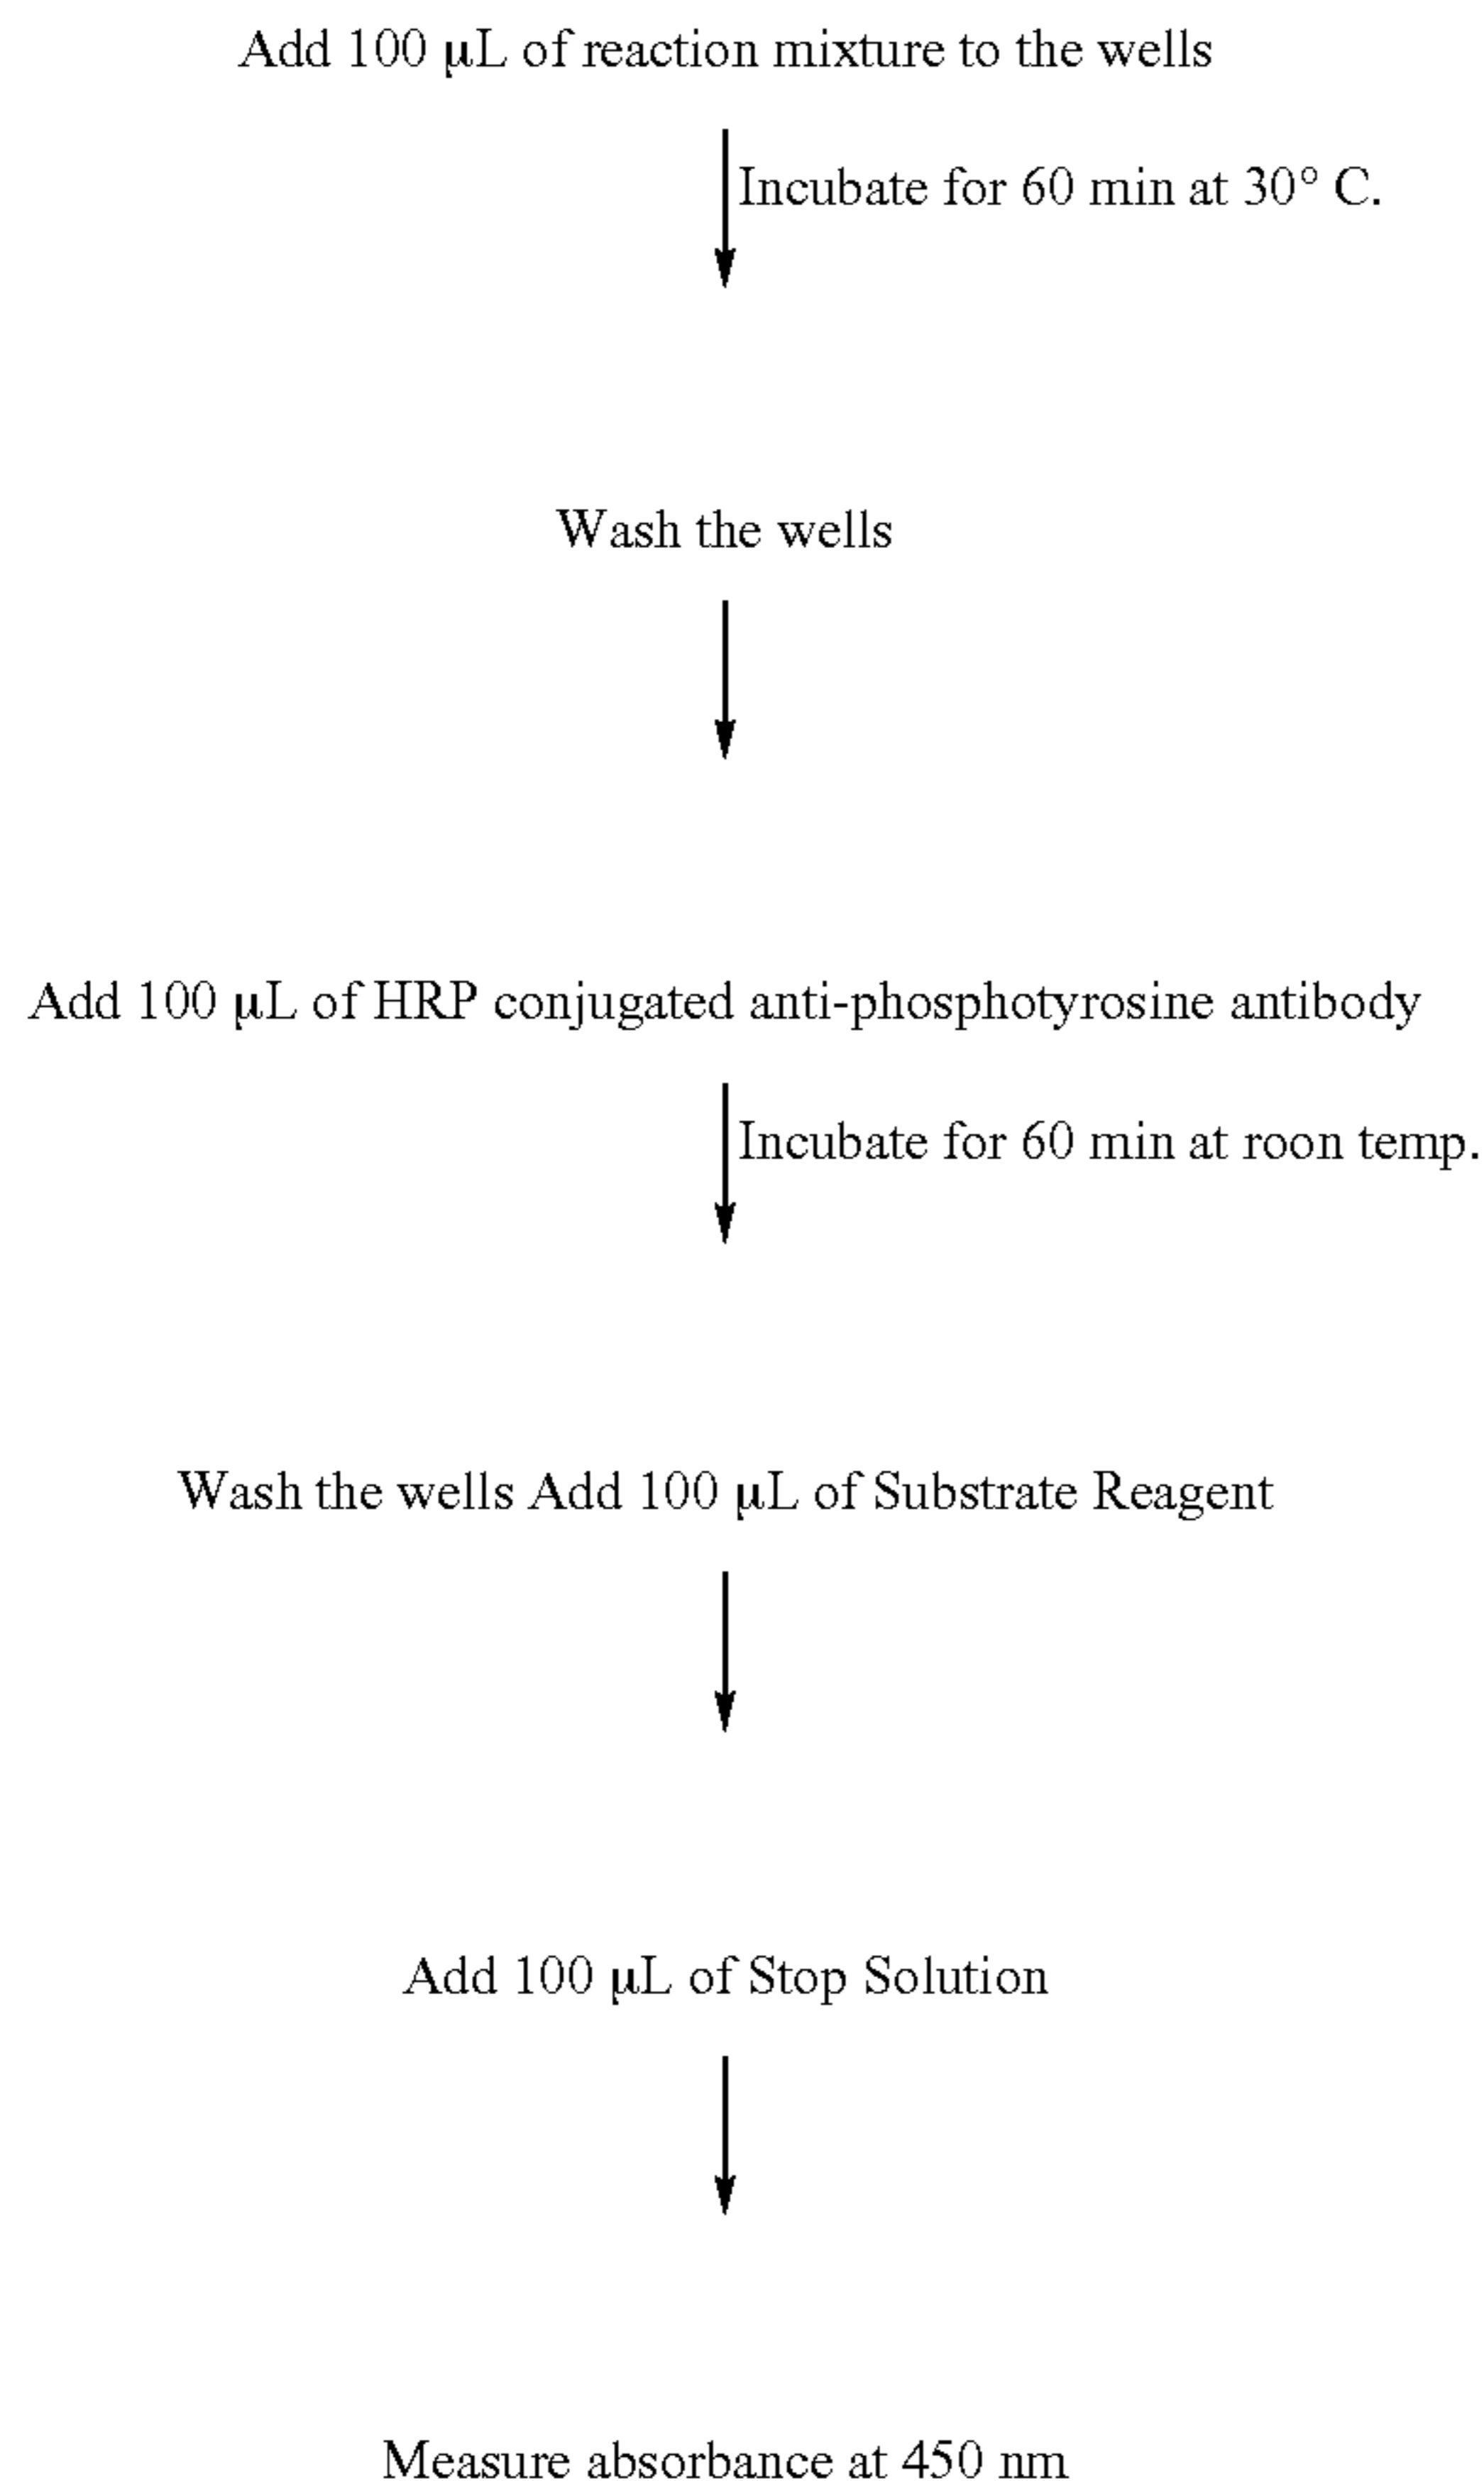 Add 100 µL of reaction mixture to the wells
Incubate for 60 min at 30° C.
Wash the wells
Add 100 µL of HRP conjugated anti-phosphotyrosine antibody
Incubate for 60 min at roon temp.
Wash the wells Add 100 µL of Substrate Reagent
Add 100 µL of Stop Solution
Measure absorbance at 450 nm